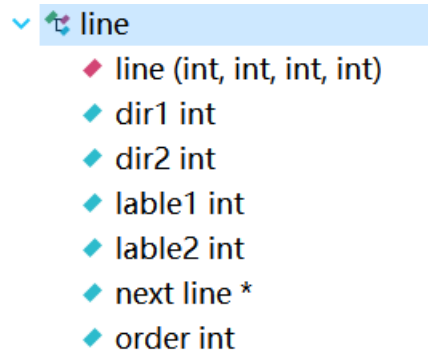 line
line (int, int, int, int)
dir1 int
dir2 int
lable1 int
lable2 int
next line *
order int